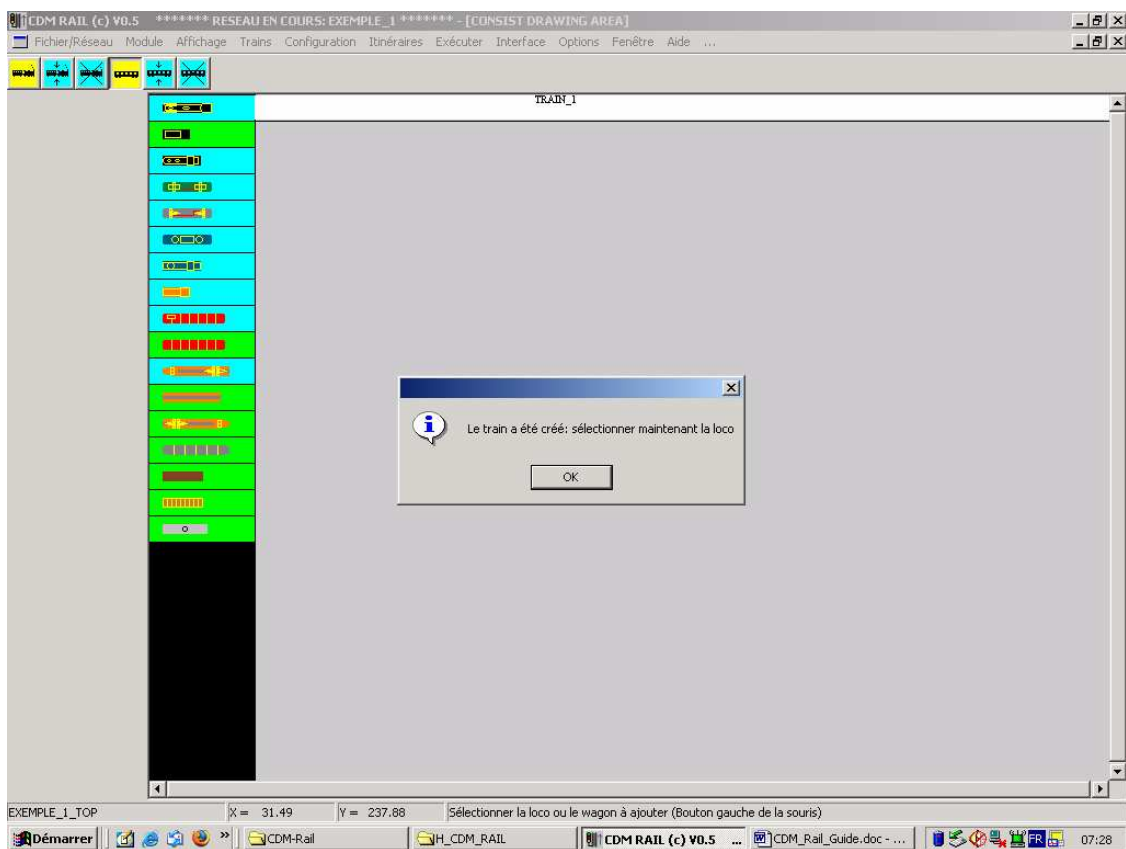 CDM RAIL (c) V0.5 ******* RESEAU EN COURS: EXEMPLE_1 ******* - [CONSIST DRAWING AREA]
Fichier/Réseau Module Affichage Trains Configuration Itinéraires Exécuter Interface Options Fenêtre Aide ...
TRAIN_1
Le train a été créé: sélectionner maintenant la loco
OK
EXEMPLE_1_TOP X = 31.49 Y = 237.88 Sélectionner la loco ou le wagon à ajouter (Bouton gauche de la souris)
Démarrer » CDM-Rail H_CDM_RAIL CDM RAIL (c) V0.5 ... CDM_Rail_Guide.doc - ... FR 07:28